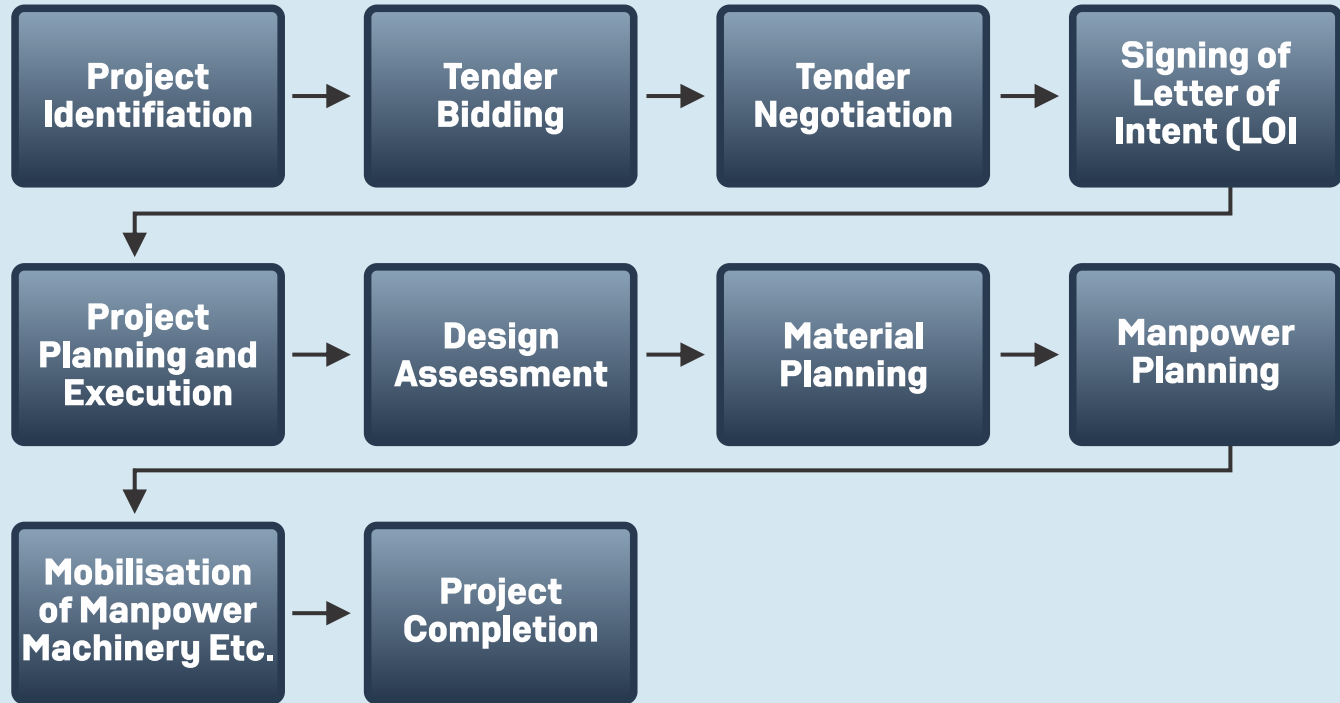 Project
Identifiation
Tender
Bidding
Tender
Negotiation
Signing of
Letter of
Intent (LOI
Project
Planning and
Execution
Design
Assessment
Material
Planning
Manpower
Planning
Mobilisation
of Manpower
Machinery Etc.
Project
Completion